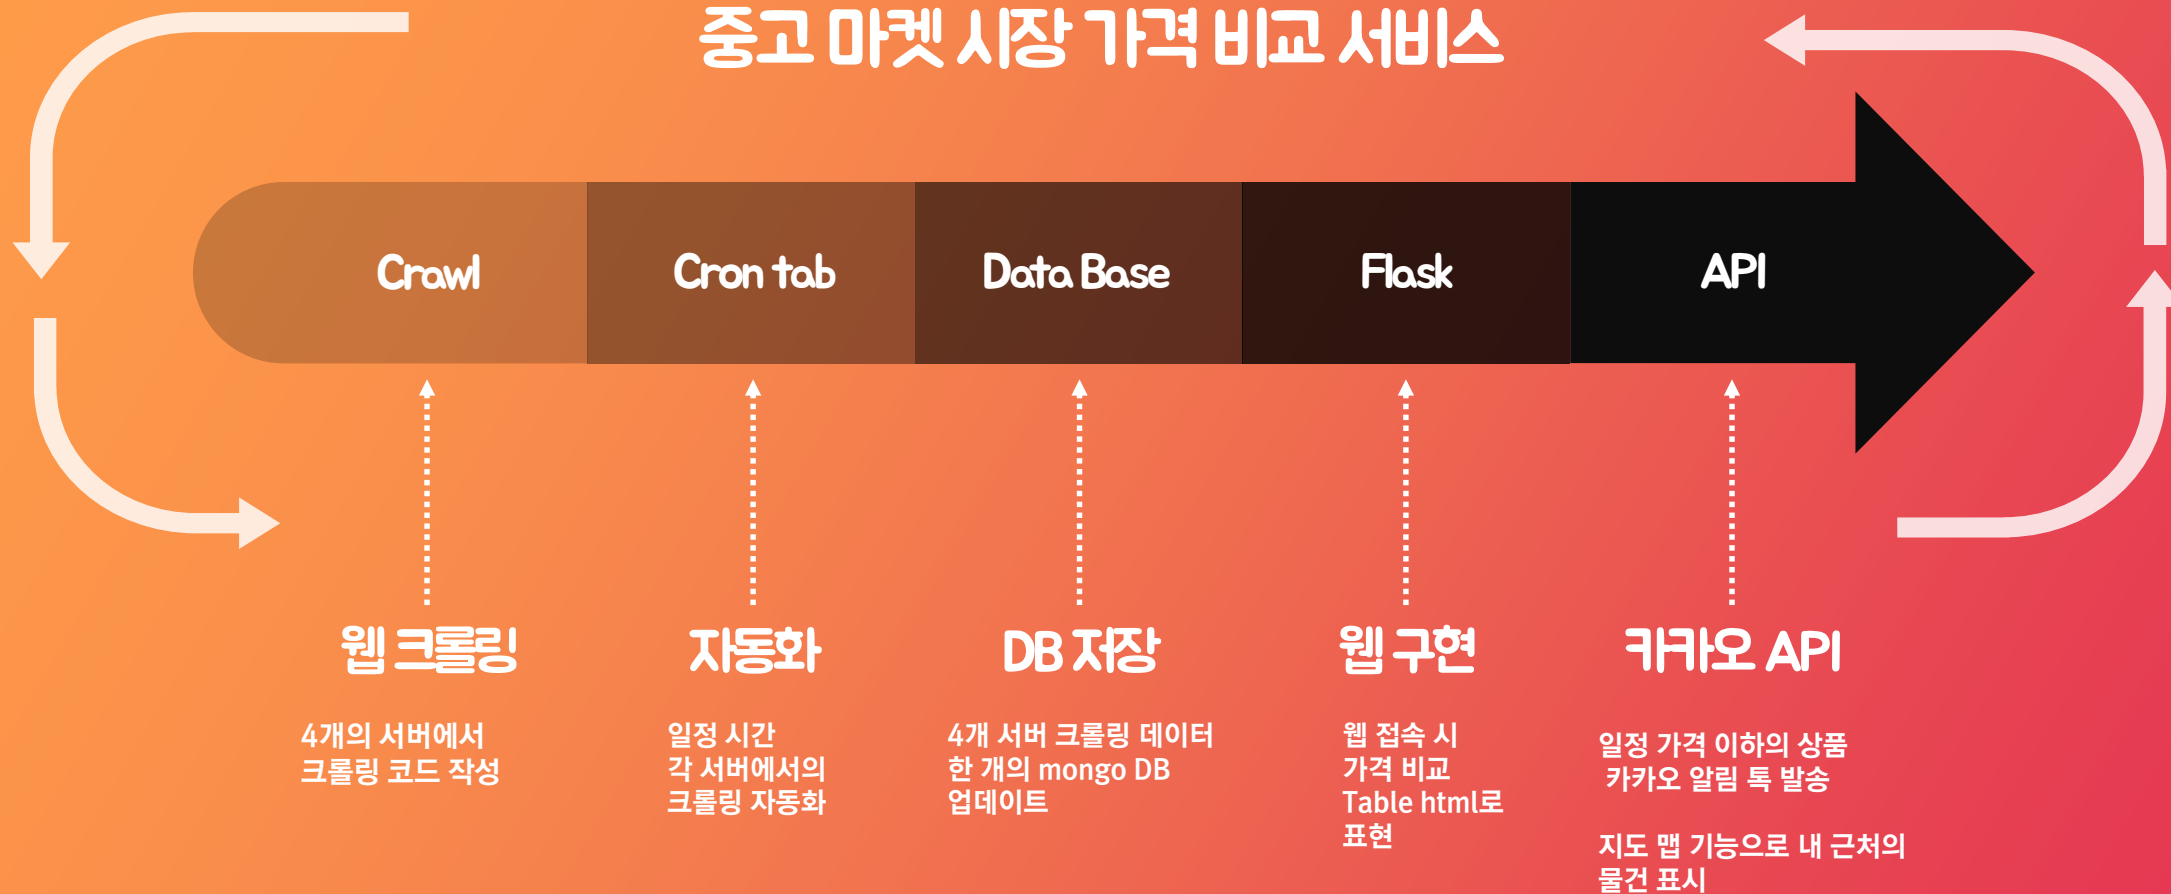 중고 마켓 시장 가격 비교 서비스
Crawl
Cron tab
Data Base
Flask
API
웹 크롤링
4개의 서버에서
크롤링 코드 작성
자동화
일정 시간
각 서버에서의
크롤링 자동화
DB 저장
4개 서버 크롤링 데이터
한 개의 mongo DB
업데이트
웹 구현
웹 접속 시
가격 비교
Table html로
표현
카카오 API
일정 가격 이하의 상품
카카오 알림 톡 발송
지도 맵 기능으로 내 근처의
물건 표시